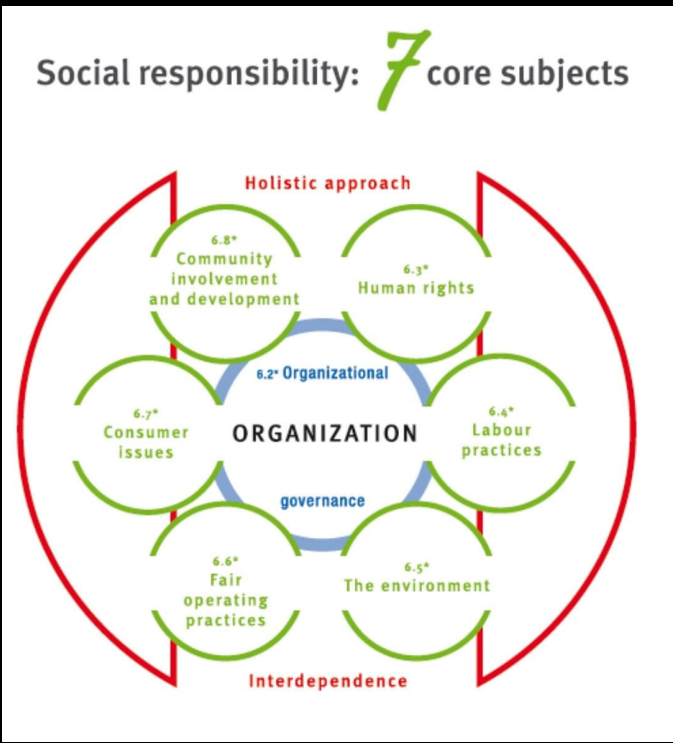 Social responsibility: 7 core subjects
Holistic approach
6.8*
Community
involvement
and development
6.3*
Human rights
6.2* Organizational
6.7*
Consumer
issues
ORGANIZATION
6.4*
Labour
practices
governance
6.6*
Fair
operating
practices
6.5*
The environment
Interdependence